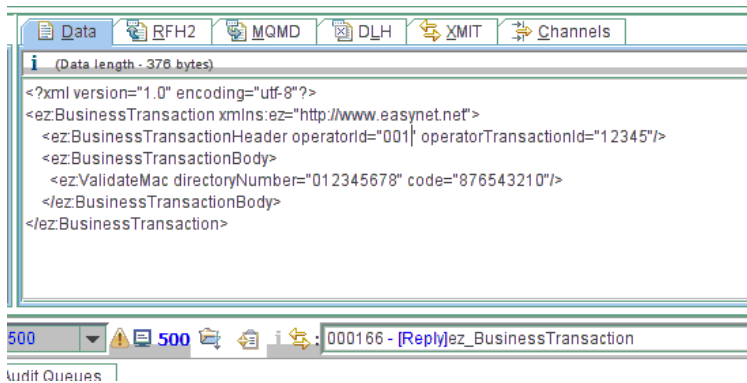 Data RFH2 MQMD DLH XMIT Channels
i (Data length - 376 bytes)
<?xml version="1.0" encoding="utf-8"?>
<ez:BusinessTransaction xmlns:ez="http://www.easynet.net">
<ez:BusinessTransactionHeader operatorId="001" operatorTransactionId="12345"/>
<ez:BusinessTransactionBody>
<ez:ValidateMac directoryNumber="012345678" code="876543210"/>
</ez:BusinessTransactionBody>
</ez:BusinessTransaction>
500 500 i : 000166 - [Reply]ez_BusinessTransaction
Audit Queues